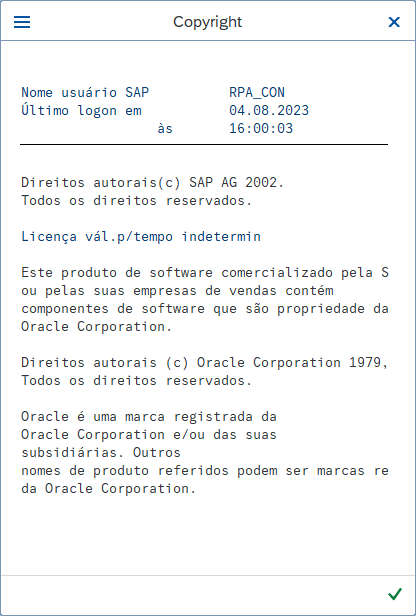 Copyright
Nome usuário SAP RPA_CON
Último logon em 04.08.2023
às 16:00:03
Direitos autorais(c) SAP AG 2002.
Todos os direitos reservados.
Licença vál.p/tempo indetermin
Este produto de software comercializado pela S
ou pelas suas empresas de vendas contém
componentes de software que são propriedade da
Oracle Corporation.
Direitos autorais (c) Oracle Corporation 1979,
Todos os direitos reservados.
Oracle é uma marca registrada da
Oracle Corporation e/ou das suas
subsidiárias. Outros
nomes de produto referidos podem ser marcas re
da Oracle Corporation.